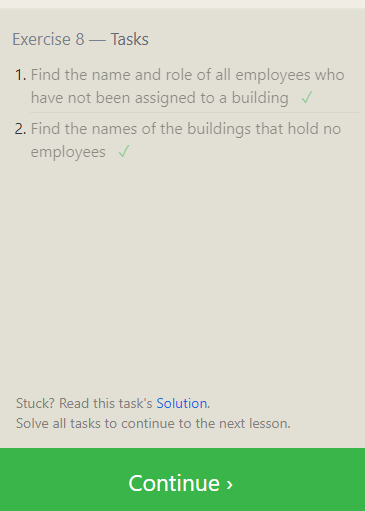 Exercise 8 — Tasks
1. Find the name and role of all employees who
have not been assigned to a building ✓
2. Find the names of the buildings that hold no
employees ✓
Stuck? Read this task's Solution.
Solve all tasks to continue to the next lesson.
Continue ›